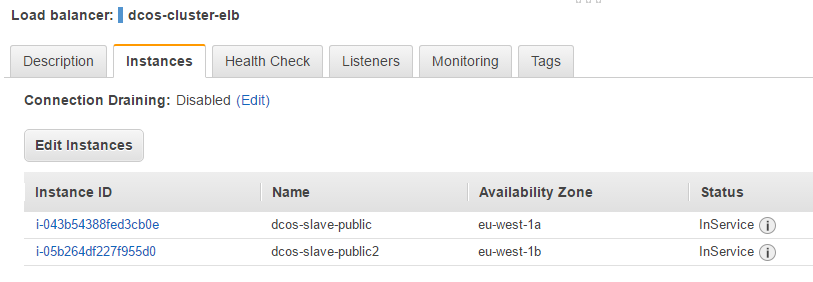 Load balancer: dcos-cluster-elb
Description Instances Health Check Listeners Monitoring Tags
Connection Draining: Disabled (Edit)
Edit Instances
Instance ID Name Availability Zone Status
i-043b54388fed3cb0e dcos-slave-public eu-west-1a InService i
i-05b264df227f955d0 dcos-slave-public2 eu-west-1b InService i